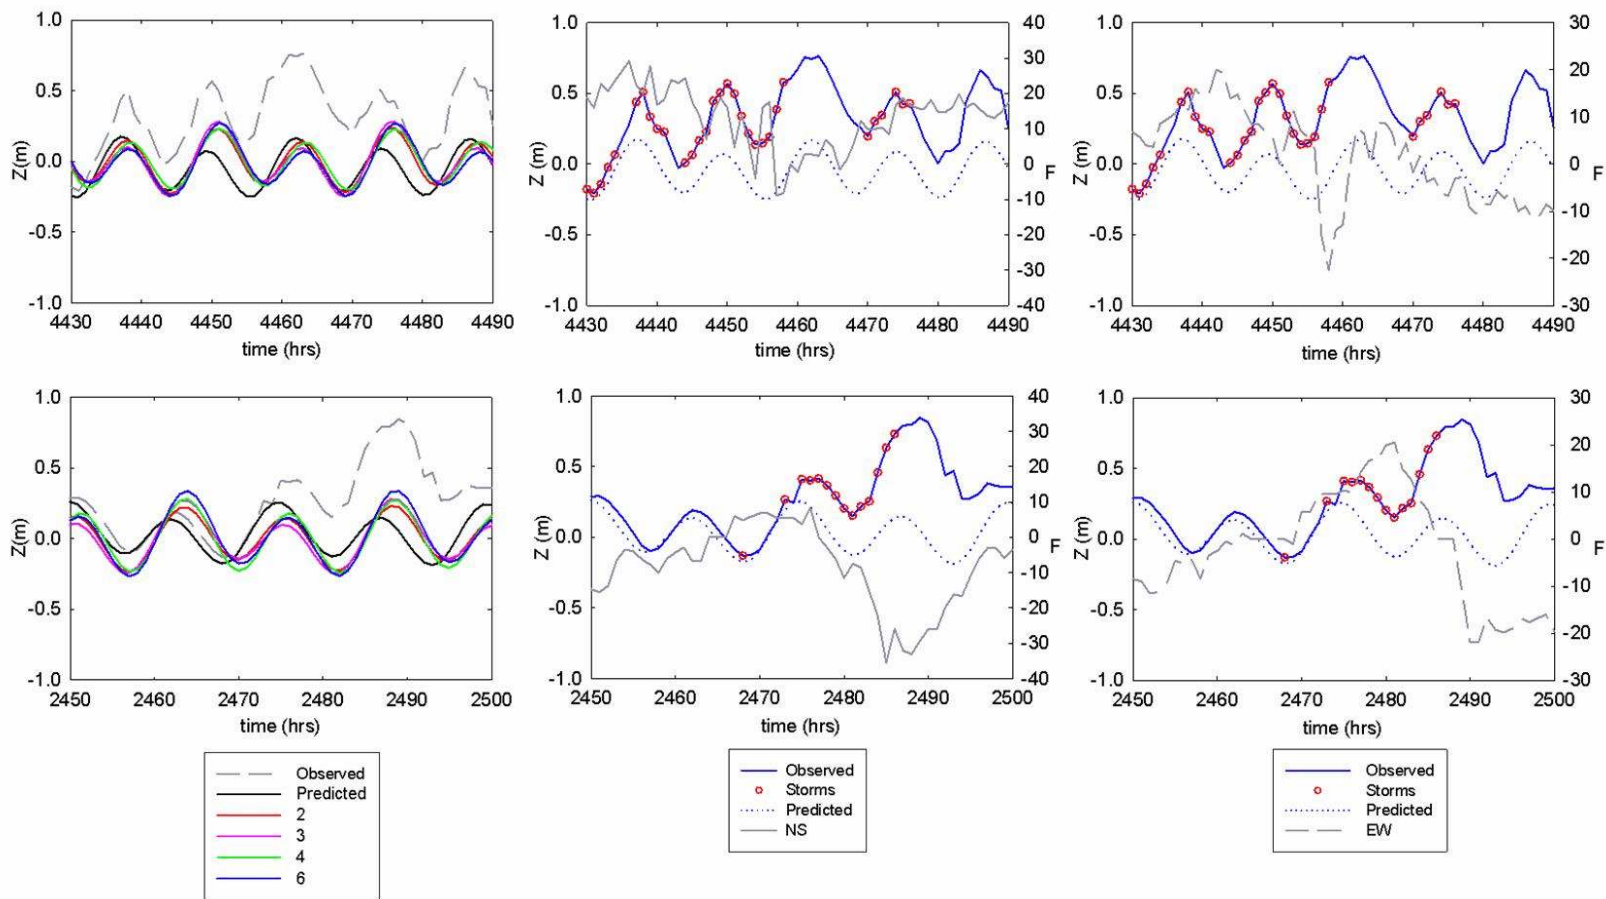 1.0
0.5
0.0
-0.5
-1.0
Z(m)
4430 4440 4450 4460 4470 4480 4490
time (hrs)
1.0
0.5
0.0
-0.5
-1.0
Z (m)
40
30
20
10
0
-10
-20
-30
-40
F
4430 4440 4450 4460 4470 4480 4490
time (hrs)
1.0
0.5
0.0
-0.5
-1.0
Z (m)
30
20
10
0
-10
-20
-30
F
4430 4440 4450 4460 4470 4480 4490
time (hrs)
1.0
0.5
0.0
-0.5
-1.0
Z(m)
2450 2460 2470 2480 2490 2500
time (hrs)
1.0
0.5
0.0
-0.5
-1.0
Z (m)
40
30
20
10
0
-10
-20
-30
-40
F
2450 2460 2470 2480 2490 2500
time (hrs)
1.0
0.5
0.0
-0.5
-1.0
Z (m)
30
20
10
0
-10
-20
-30
F
2450 2460 2470 2480 2490 2500
time (hrs)
Observed
Predicted
2
3
4
6
Observed
Storms
Predicted
NS
Observed
Storms
Predicted
EW